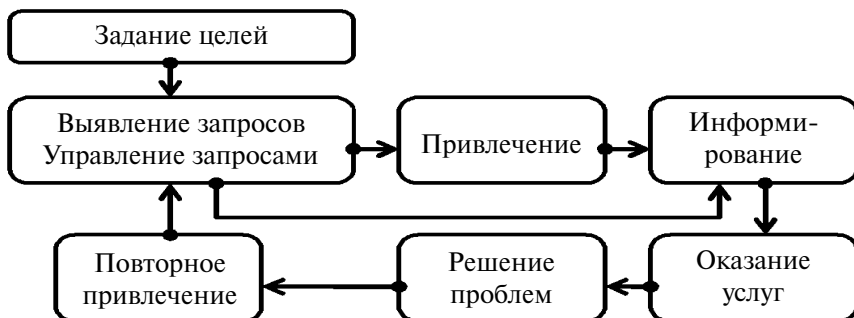 Задание целей
Выявление запросов
Управление запросами
Привлечение
Информи-
рование
Повторное
привлечение
Решение
проблем
Оказание
услуг